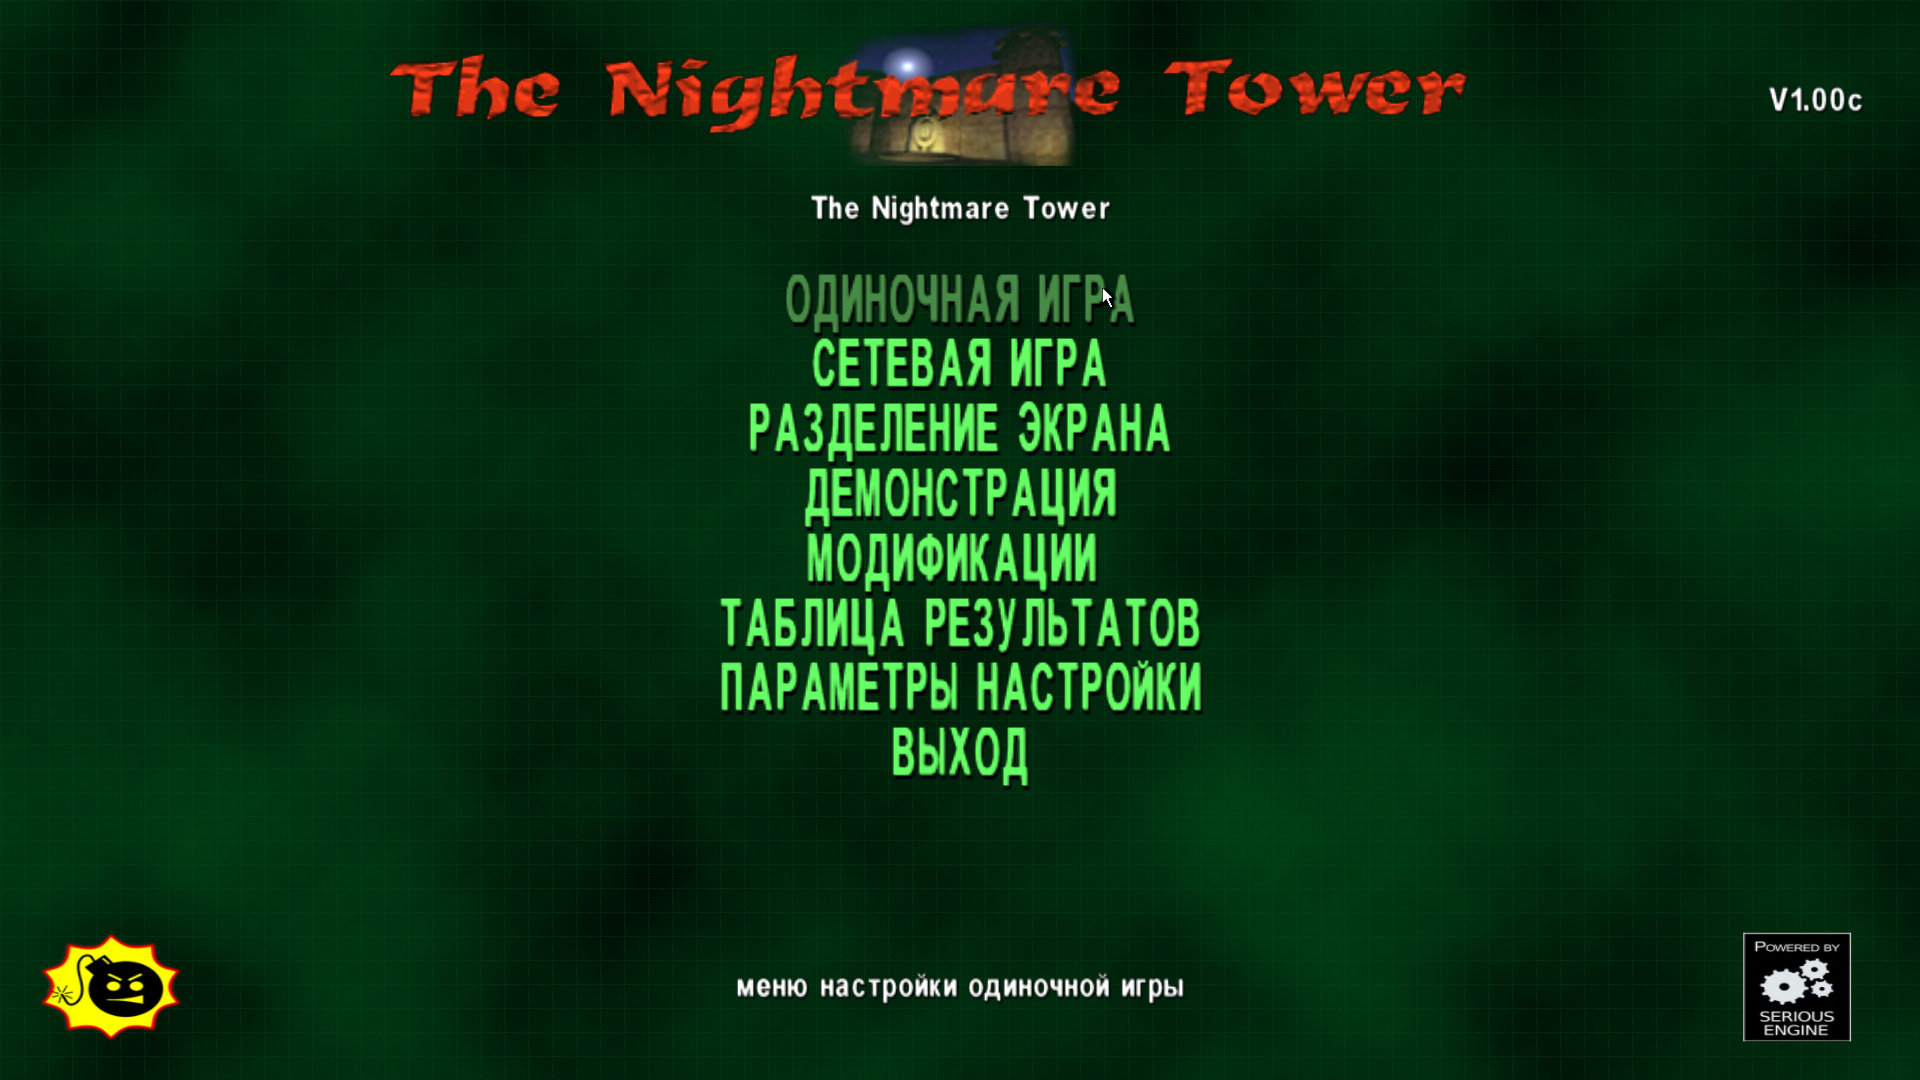 The Nightmare Tower
V1.00c
The Nightmare Tower
ОДИНОЧНАЯ ИГРА
СЕТЕВАЯ ИГРА
РАЗДЕЛЕНИЕ ЭКРАНА
ДЕМОНСТРАЦИЯ
МОДИФИКАЦИИ
ТАБЛИЦА РЕЗУЛЬТАТОВ
ПАРАМЕТРЫ НАСТРОЙКИ
ВЫХОД
меню настройки одиночной игры
POWERED BY
SERIOUS
ENGINE